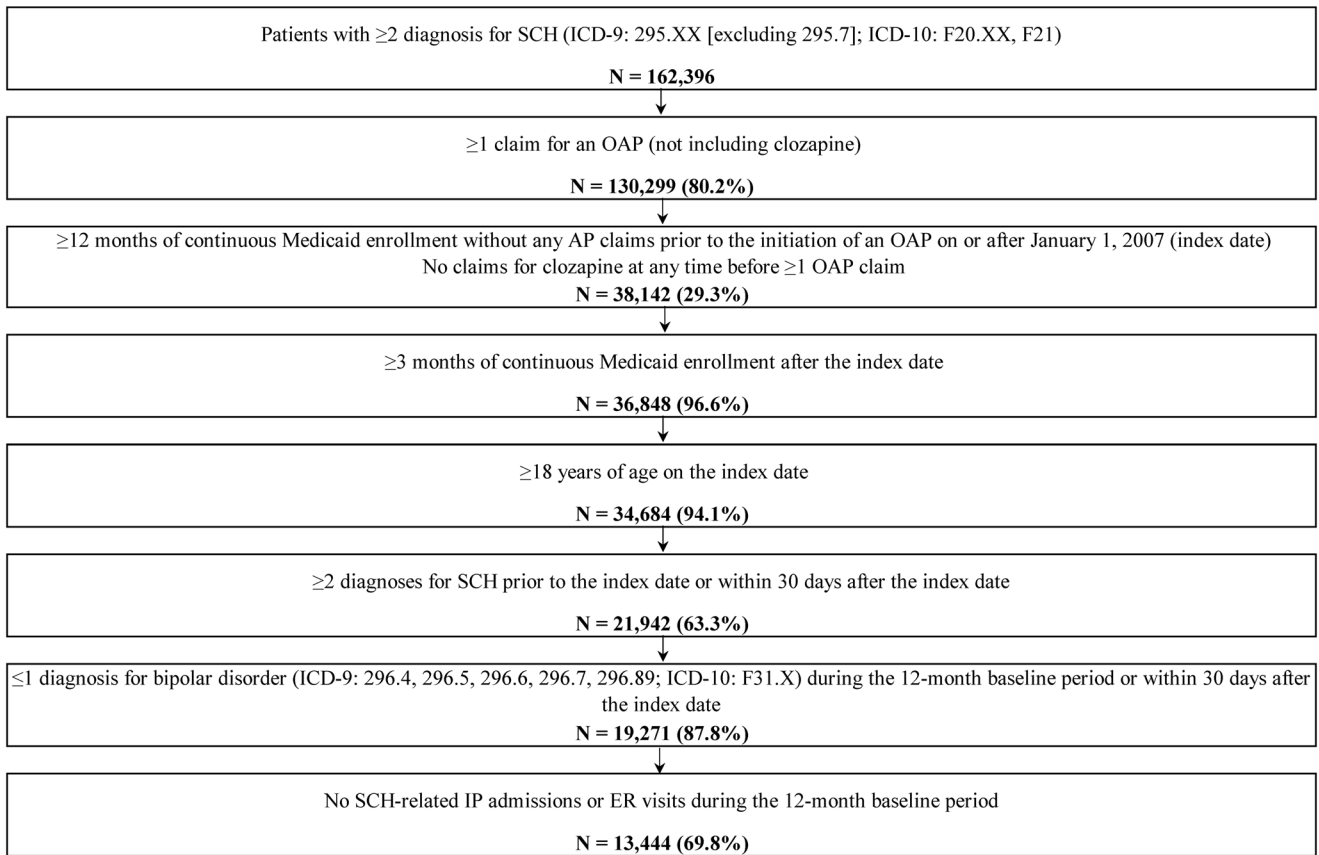 Patients with ≥2 diagnosis for SCH (ICD-9: 295.XX [excluding 295.7]; ICD-10: F20.XX, F21)
N = 162,396
≥1 claim for an OAP (not including clozapine)
N = 130,299 (80.2%)
≥12 months of continuous Medicaid enrollment without any AP claims prior to the initiation of an OAP on or after January 1, 2007 (index date)
No claims for clozapine at any time before ≥1 OAP claim
N = 38,142 (29.3%)
≥3 months of continuous Medicaid enrollment after the index date
N = 36,848 (96.6%)
≥18 years of age on the index date
N = 34,684 (94.1%)
≥2 diagnoses for SCH prior to the index date or within 30 days after the index date
N = 21,942 (63.3%)
≤1 diagnosis for bipolar disorder (ICD-9: 296.4, 296.5, 296.6, 296.7, 296.89; ICD-10: F31.X) during the 12-month baseline period or within 30 days after
the index date
N = 19,271 (87.8%)
No SCH-related IP admissions or ER visits during the 12-month baseline period
N = 13,444 (69.8%)